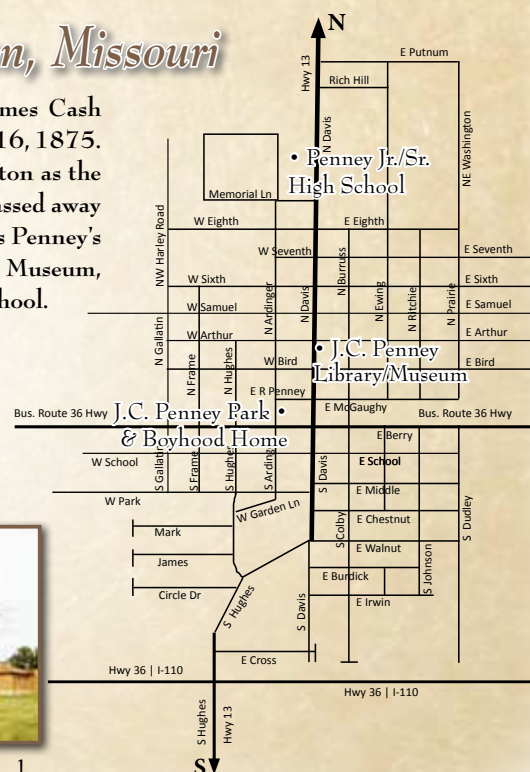 N
n, Missouri
mes Cash
16, 1875.
ton as the
assed away
s Penney's
Museum,
hool.
E Putnum
Hwy 13
Rich Hill
N Davis
NE Washington
• Penney Jr./Sr.
High School
Memorial Ln
NW Harley Road
W Eighth
E Eighth
W Seventh
E Seventh
N Burruss
W Sixth
E Sixth
N Ardinger
N Davis
N Ewing
N Ritchie
N Prairie
W Samuel
E Samuel
N Gallatin
W Arthur
E Arthur
N Frame
N Hughes
• J.C. Penney
Library/Museum
W Bird
E Bird
E R Penney
E McGaughy
Bus. Route 36 Hwy
J.C. Penney Park •
& Boyhood Home
Bus. Route 36 Hwy
E Berry
W School
E School
S Gallatin
S Frame
S Hughes
S Arding
S Davis
E Middle
W Park
W Garden Ln
E Chestnut
S Dudley
Mark
S Colby
E Walnut
James
E Burdick
S Johnson
Circle Dr
S Hughes
S Davis
E Irwin
E Cross
Hwy 36 | I-110
Hwy 36 | I-110
S Hughes
Hwy 13
1
S